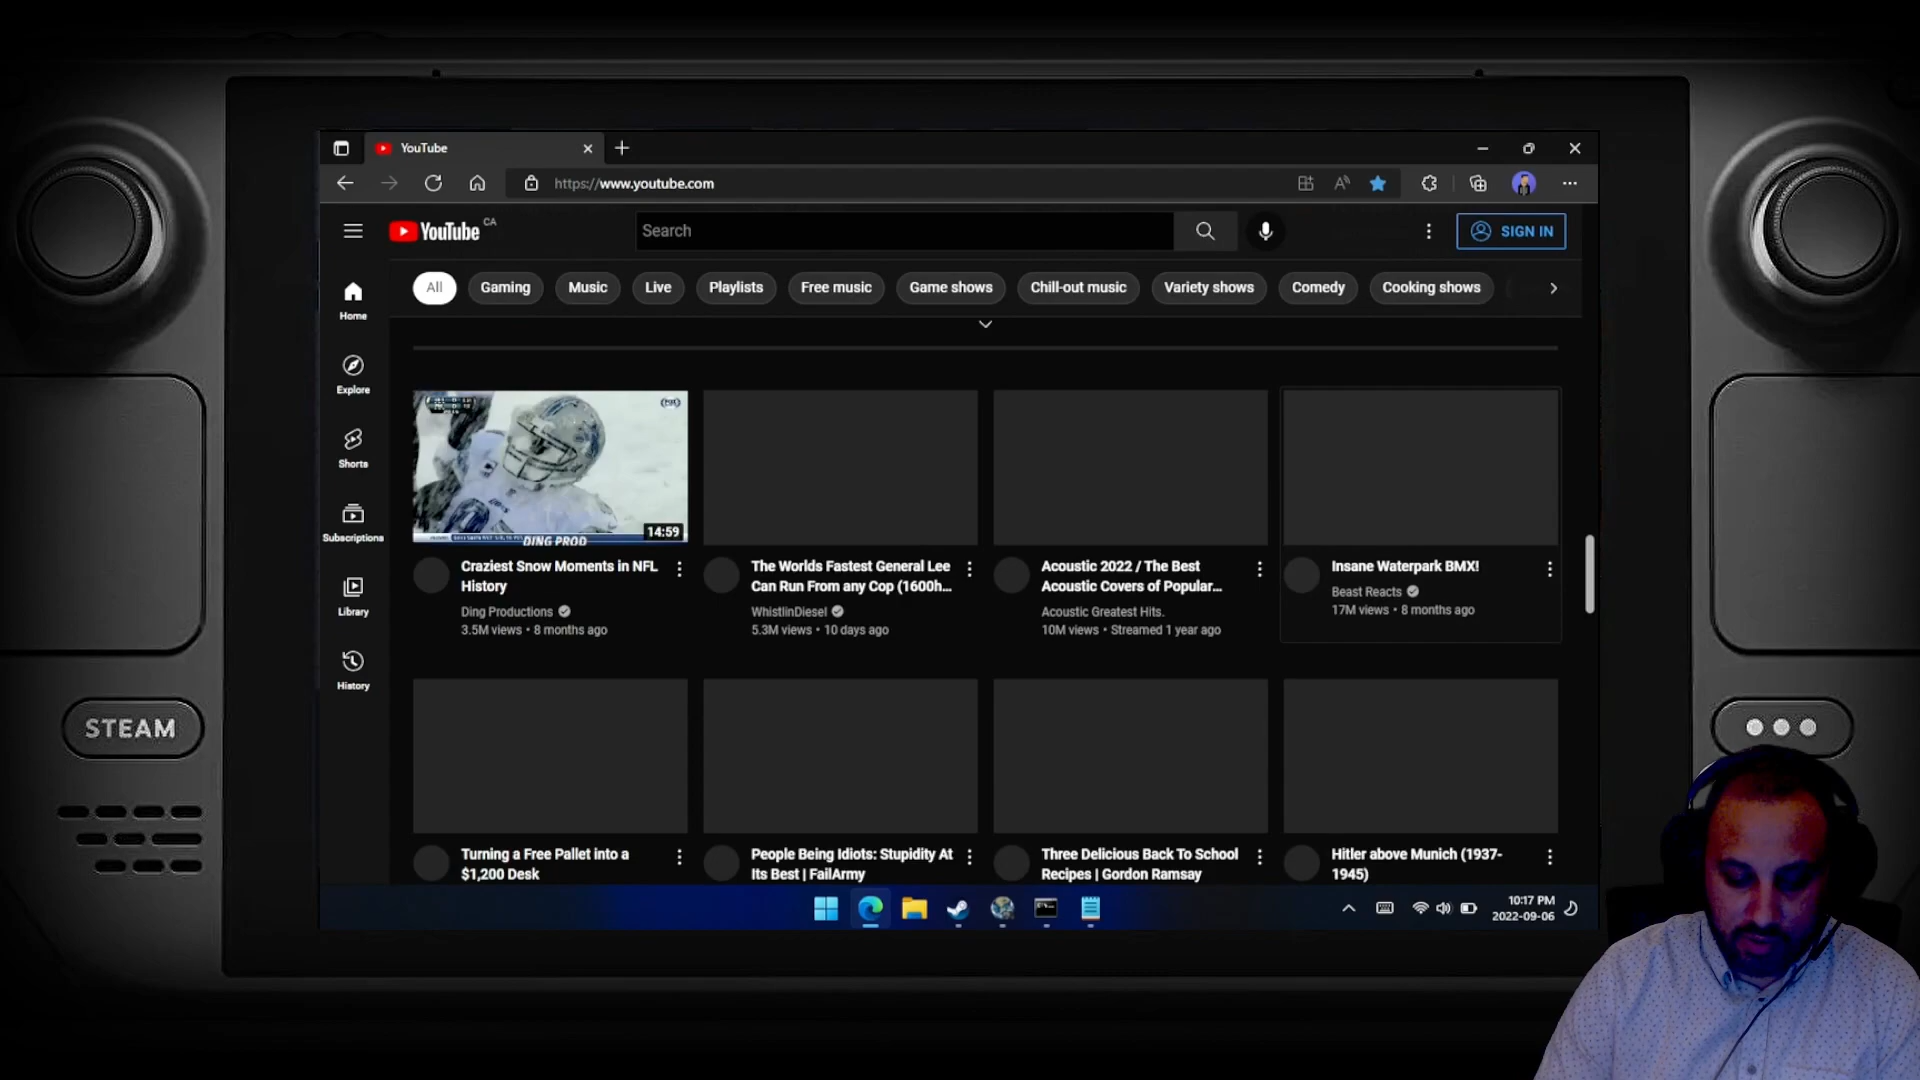 YouTube
https://www.youtube.com
YouTube CA
Search
SIGN IN
All Gaming Music Live Playlists Free music Game shows Chill-out music Variety shows Comedy Cooking shows
Home
Explore
Shorts
Subscriptions
Library
History
14:59
DING PROD
Craziest Snow Moments in NFL
History
Ding Productions
3.5M views • 8 months ago
The Worlds Fastest General Lee
Can Run From any Cop (1600h...
WhistlinDiesel
5.3M views • 10 days ago
Acoustic 2022 / The Best
Acoustic Covers of Popular...
Acoustic Greatest Hits.
10M views • Streamed 1 year ago
Insane Waterpark BMX!
Beast Reacts
17M views • 8 months ago
Turning a Free Pallet into a
$1,200 Desk
People Being Idiots: Stupidity At
Its Best | FailArmy
Three Delicious Back To School
Recipes | Gordon Ramsay
Hitler above Munich (1937-
1945)
10:17 PM
2022-09-06
STEAM